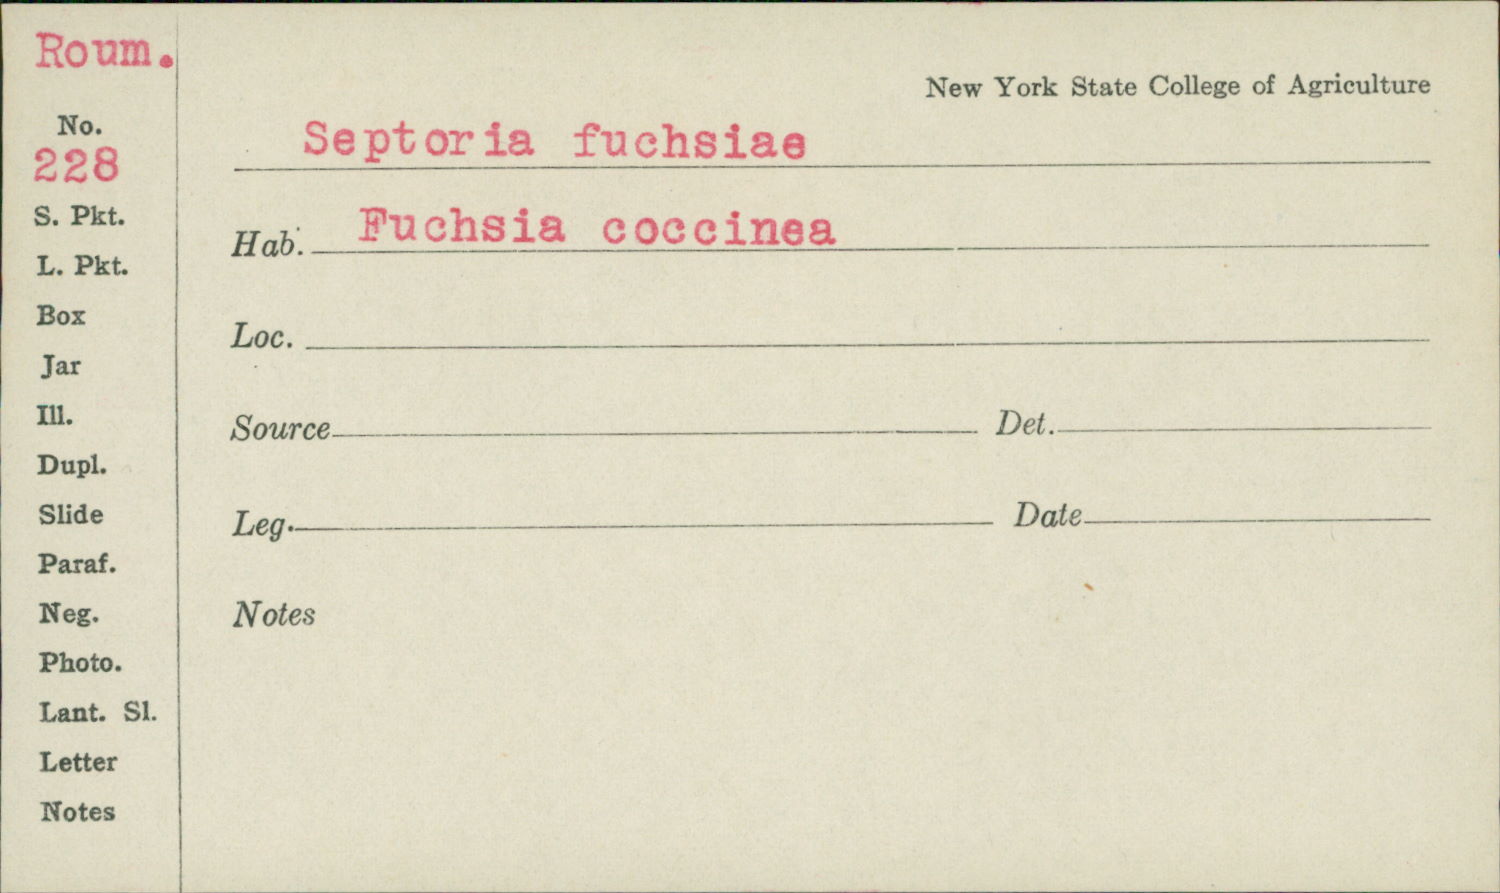 Roum.
New York State College of Agriculture
No.
228
Septoria fuchsiae
S. Pkt.
Hab. Fuchsia coccinea
L. Pkt.
Box
Loc.
Jar
Ill.
Source Det.
Dupl.
Slide
Leg. Date
Paraf.
Neg.
Notes
Photo.
Lant. Sl.
Letter
Notes